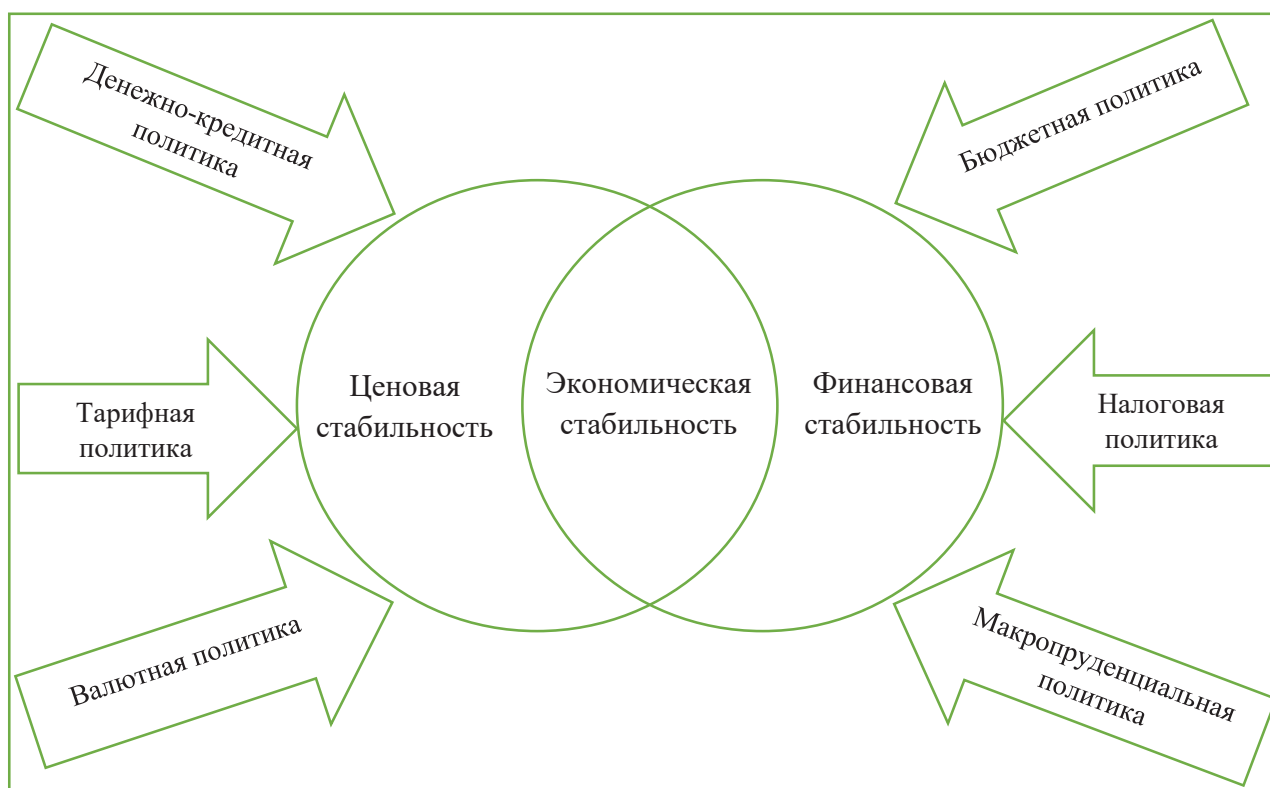 Денежно-кредитная
политика
Бюджетная политика
Ценовая
стабильность
Экономическая
стабильность
Финансовая
стабильность
Тарифная
политика
Налоговая
политика
Валютная политика
Макропруденциальная
политика